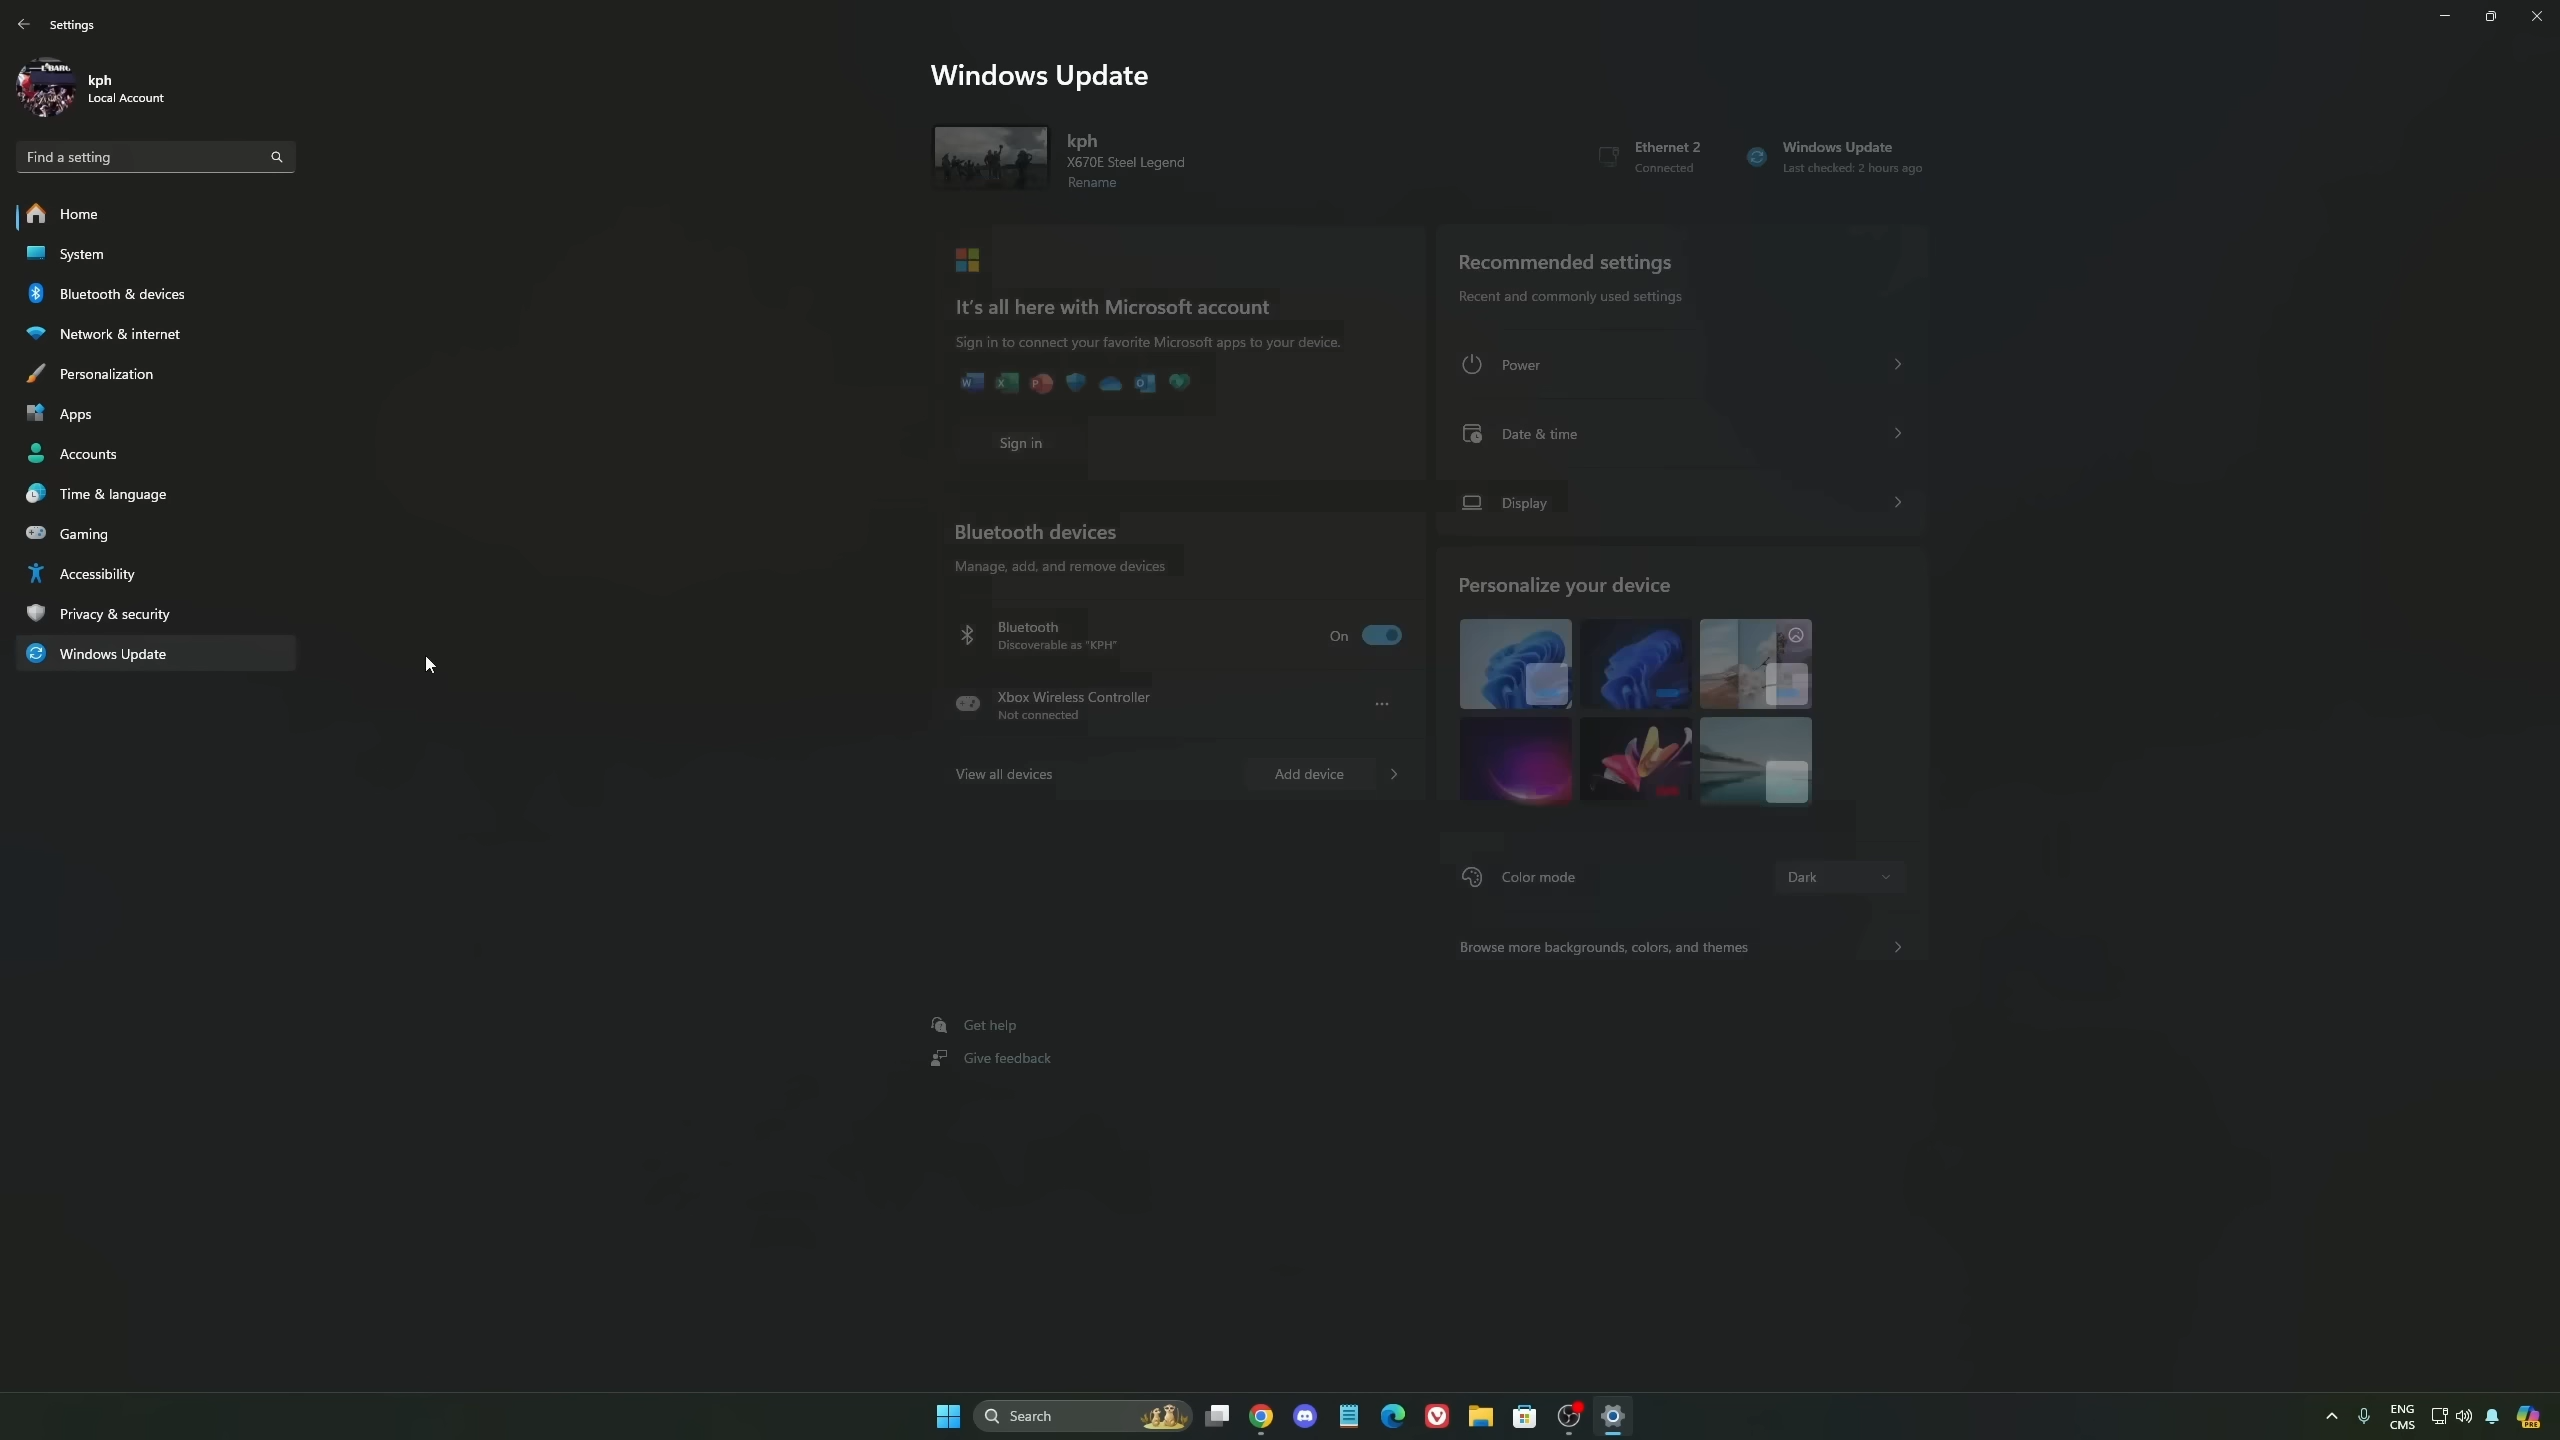 Settings
kph
Local Account
Find a setting
Home
System
Bluetooth & devices
Network & internet
Personalization
Apps
Accounts
Time & language
Gaming
Accessibility
Privacy & security
Windows Update
Windows Update
kph
X670E Steel Legend
Rename
Ethernet 2
Connected
Windows Update
Last checked: 2 hours ago
It's all here with Microsoft account
Sign in to connect your favorite Microsoft apps to your device.
Sign in
Bluetooth devices
Manage, add, and remove devices
Bluetooth
Discoverable as "KPH"
On
Xbox Wireless Controller
Not connected
View all devices
Add device
Recommended settings
Recent and commonly used settings
Power
Date & time
Display
Personalize your device
Color mode
Dark
Browse more backgrounds, colors, and themes
Get help
Give feedback
Search
ENG
CMS
PRE